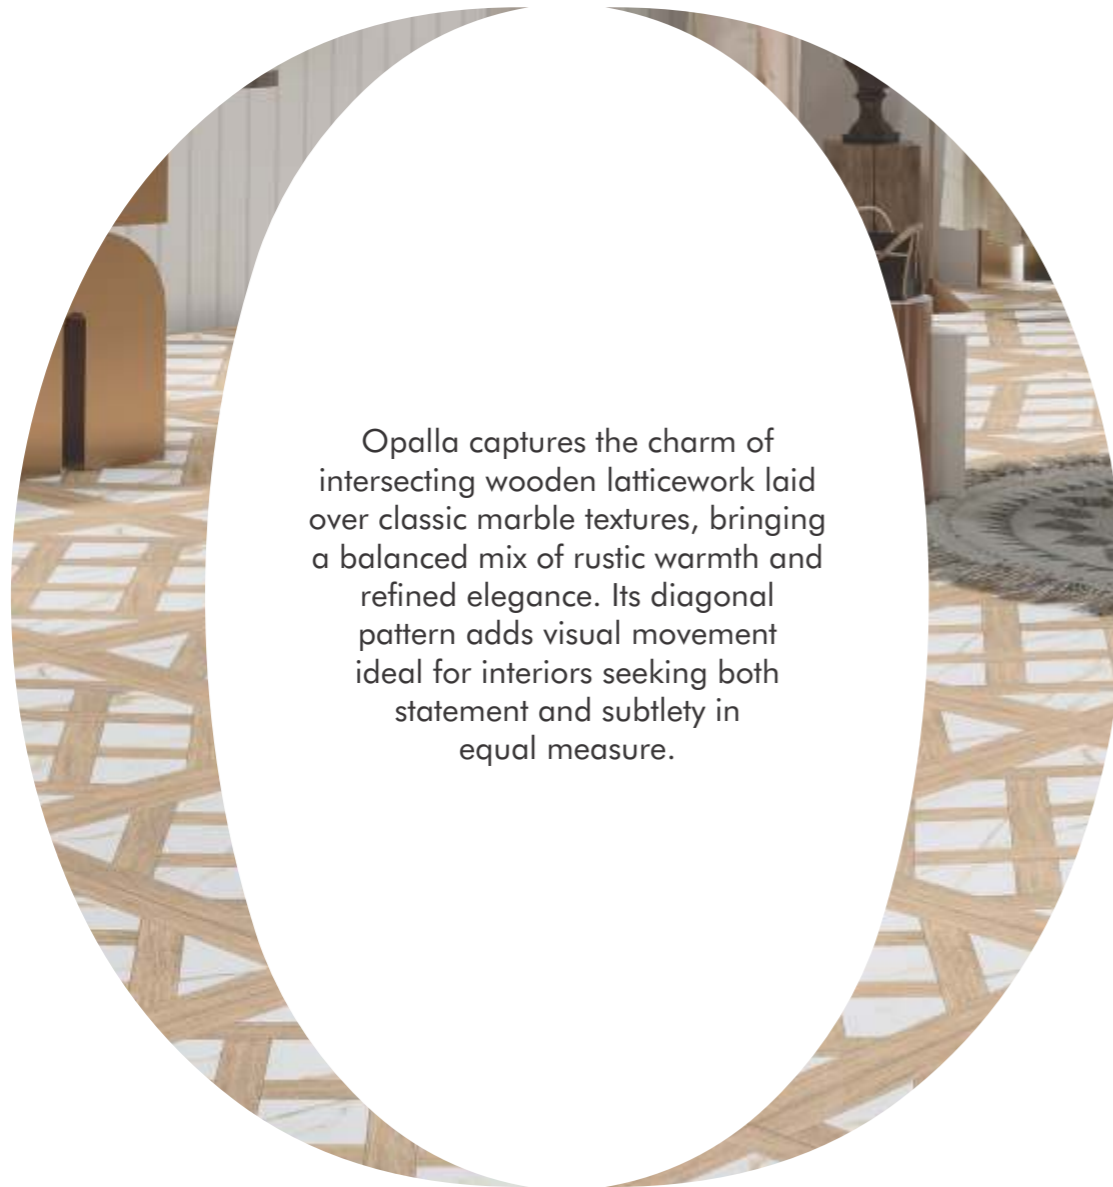 Opalla captures the charm of
intersecting wooden latticework laid
over classic marble textures, bringing
a balanced mix of rustic warmth and
refined elegance. Its diagonal
pattern adds visual movement
ideal for interiors seeking both
statement and subtlety in
equal measure.